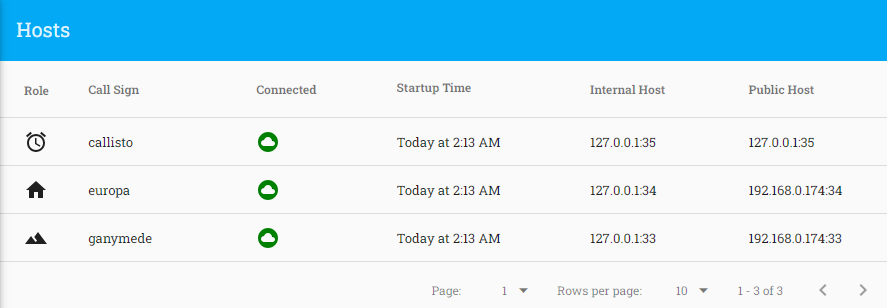 Hosts
Role Call Sign Connected Startup Time Internal Host Public Host
callisto Today at 2:13 AM 127.0.0.1:35 127.0.0.1:35
europa Today at 2:13 AM 127.0.0.1:34 192.168.0.174:34
ganymede Today at 2:13 AM 127.0.0.1:33 192.168.0.174:33
Page: 1 Rows per page: 10 1 - 3 of 3